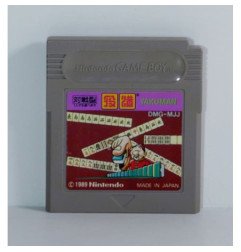 Nintendo GAME BOY
役満 YAKUMAN
DMG-MJJ
©1989 Nintendo
MADE IN JAPAN